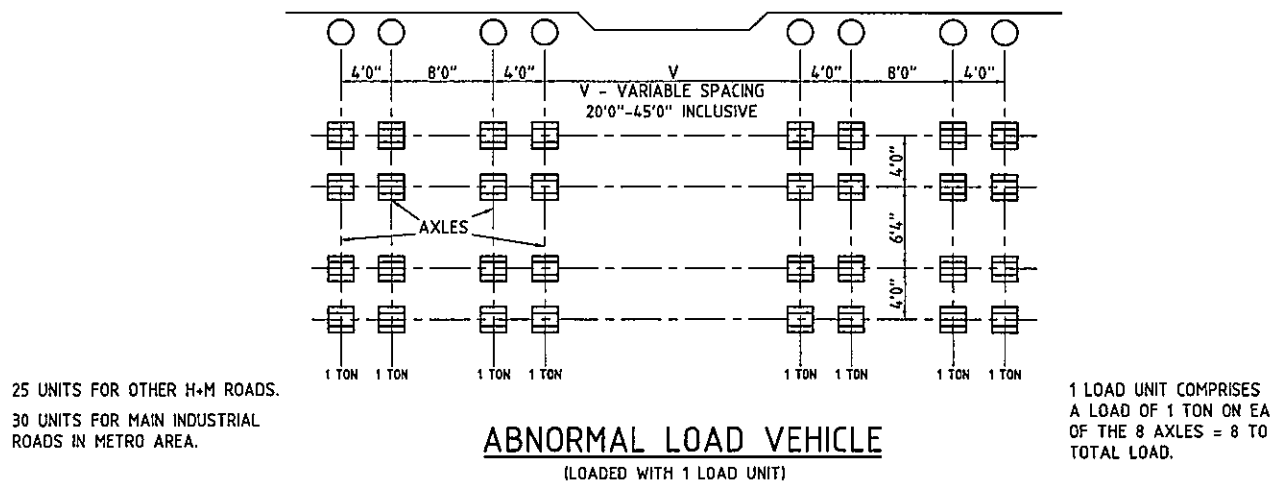 4'0" 8'0" 4'0" V 4'0" 8'0" 4'0"
V - VARIABLE SPACING
20'0"-45'0" INCLUSIVE
4'0"
AXLES
6'4"
4'0"
1 TON 1 TON 1 TON 1 TON 1 TON 1 TON 1 TON 1 TON
25 UNITS FOR OTHER H+M ROADS.
30 UNITS FOR MAIN INDUSTRIAL
ROADS IN METRO AREA.
ABNORMAL LOAD VEHICLE
(LOADED WITH 1 LOAD UNIT)
1 LOAD UNIT COMPRISES
A LOAD OF 1 TON ON EA
OF THE 8 AXLES = 8 TO
TOTAL LOAD.